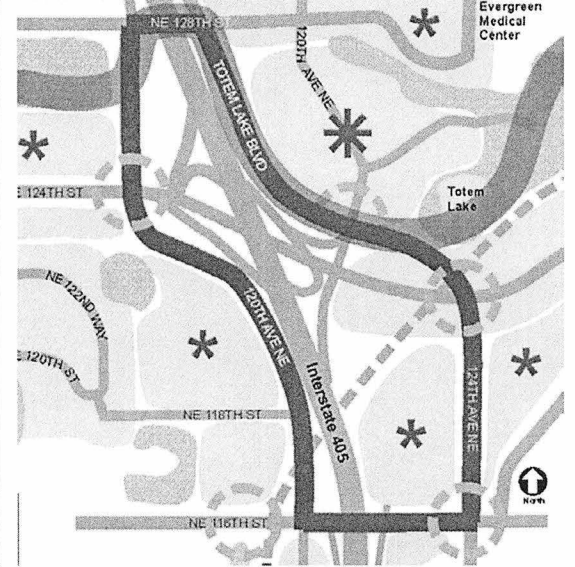 Evergreen
Medical
Center
NE 128TH ST
120TH AVE NE
TOTEM LAKE BLVD
Totem
Lake
E 124TH ST
NE 122ND WAY
120TH AVE NE
NE 120TH ST
Interstate 405
124TH AVE NE
NE 118TH ST
North
NE 116TH ST